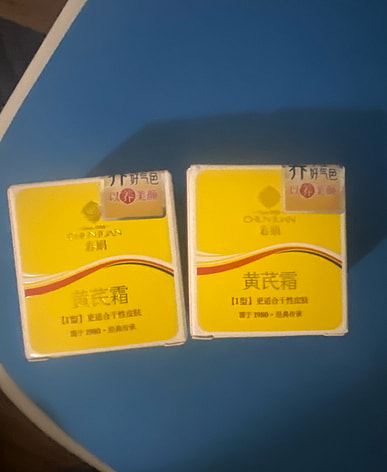 好气色
以养美颜
CHUNJUAN
春娟
黄芪霜
【I型】更适合干性皮肤
源于1980·经典传承
好气色
以养美颜
CHUNJUAN
春娟
黄芪霜
【I型】更适合干性皮肤
源于1980·经典传承